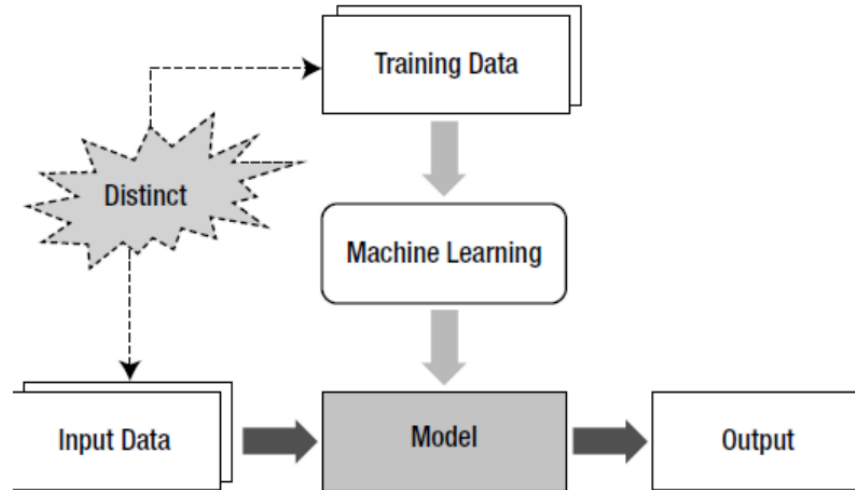 Training Data
Distinct
Machine Learning
Input Data
Model
Output